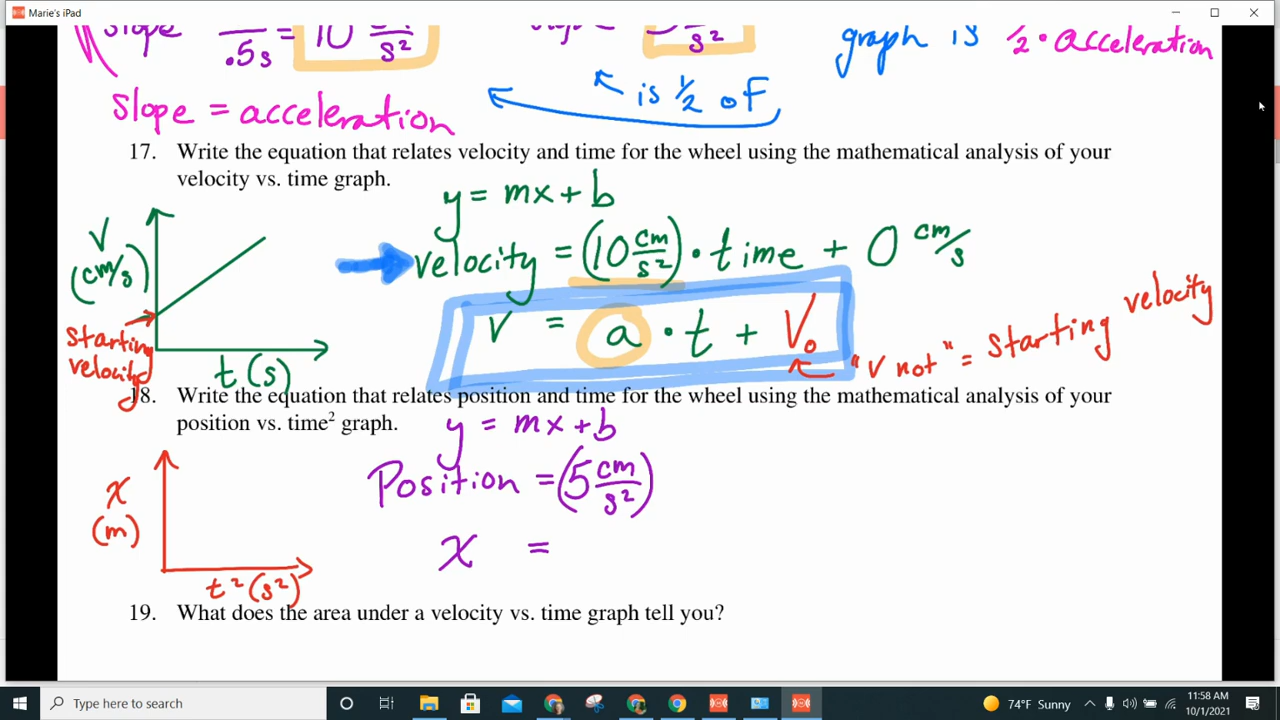 Marie's iPad
slope .5s = 10 s² s²
graph is 1/2 · acceleration
is 1/2 of
slope = acceleration
17. Write the equation that relates velocity and time for the wheel using the mathematical analysis of your
velocity vs. time graph.
y = mx + b
V
(cm/s)
velocity = (10 cm/s²) · time + 0 cm/s
starting
velocity
v = a · t + V₀
"v not" = starting velocity
t (s)
18. Write the equation that relates position and time for the wheel using the mathematical analysis of your
position vs. time² graph.
y = mx + b
x
(m)
Position = (5 cm/s²)
x =
t² (s²)
19. What does the area under a velocity vs. time graph tell you?
Type here to search
74°F Sunny
11:58 AM
10/1/2021